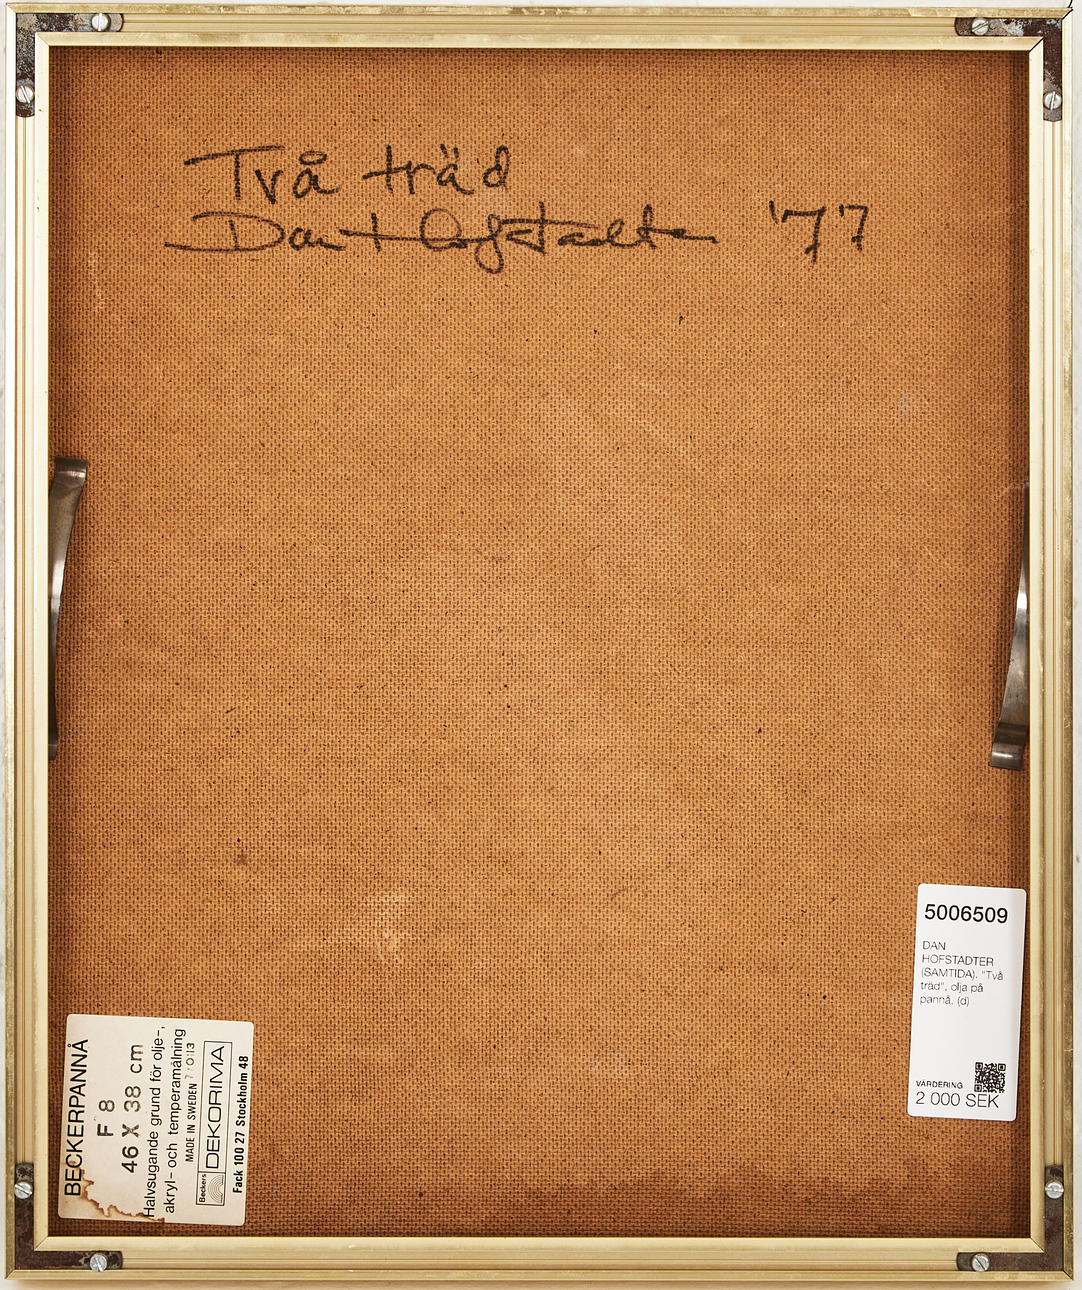 Två träd
Dan Hofstadter '77
5006509
DAN
HOFSTADTER
(SAMTIDA). "Två
träd", olja på
pannå. (d)
VÄRDERING
2 000 SEK
BECKERPANNÅ
F 8
46 X 38 cm
Halvsugande grund för olje-,
akryl- och temperamålning
MADE IN SWEDEN
Beckers
DEKORIMA
Fack 100 27 Stockholm 48